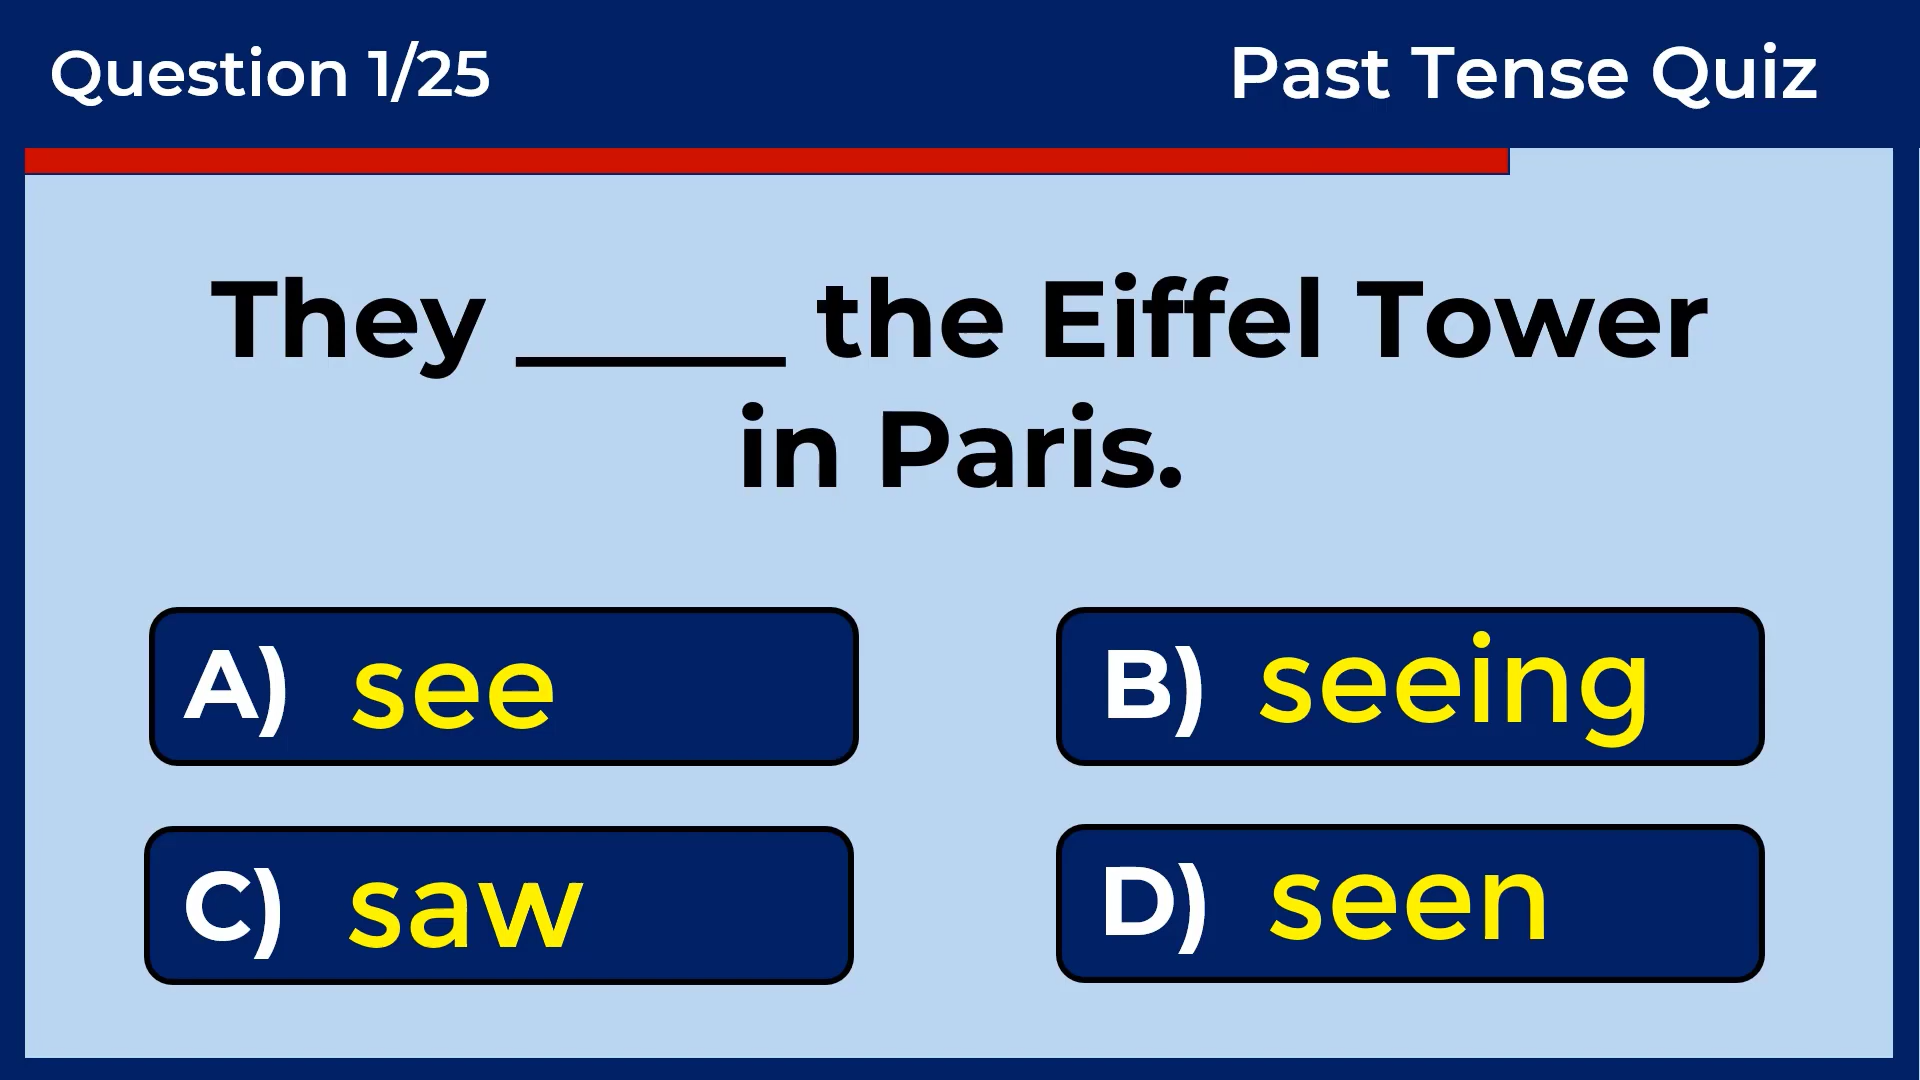 Question 1/25
Past Tense Quiz
They _____ the Eiffel Tower
in Paris.
A) see
B) seeing
C) saw
D) seen